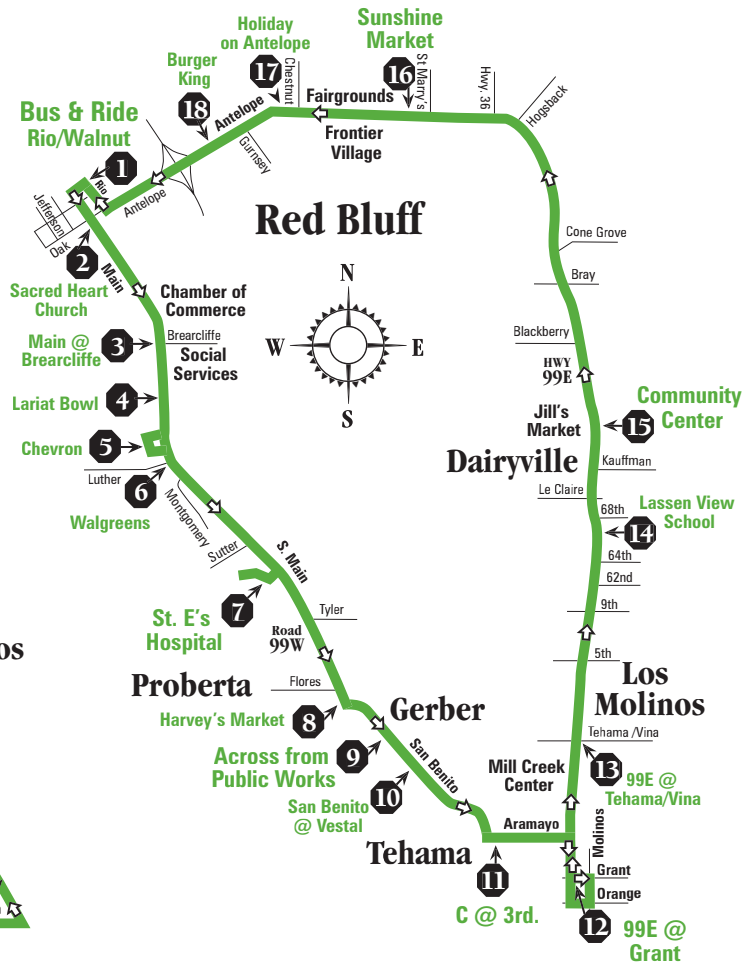 Sunshine
Market
Holiday
on Antelope
Burger
King
17
Chestnut
16
St Marry's
Hwy. 36
Hogsback
18
Antelope
Fairgrounds
Frontier
Village
Gurnsey
Bus & Ride
Rio/Walnut
1
Rio
Antelope
Jefferson
Oak
2
Main
Sacred Heart
Church
Red Bluff
N
W
E
S
Cone Grove
Bray
Blackberry
HWY
99E
Chamber of
Commerce
Main @
Brearcliffe
3
Brearcliffe
Social
Services
Lariat Bowl
4
Chevron
5
Luther
6
Walgreens
Montgomery
Sutter
S. Main
Jill's
Market
15
Community
Center
Dairyville
Kauffman
Le Claire
68th
14
Lassen View
School
64th
62nd
9th
5th
7
St. E's
Hospital
Tyler
Road
99W
os
Proberta
Flores
Harvey's Market
8
Gerber
9
Across from
Public Works
San Benito
10
San Benito
@ Vestal
Los
Molinos
Tehama /Vina
13
99E @
Tehama/Vina
Mill Creek
Center
Aramayo
Molinos
Tehama
11
C @ 3rd.
Grant
Orange
12
99E @
Grant